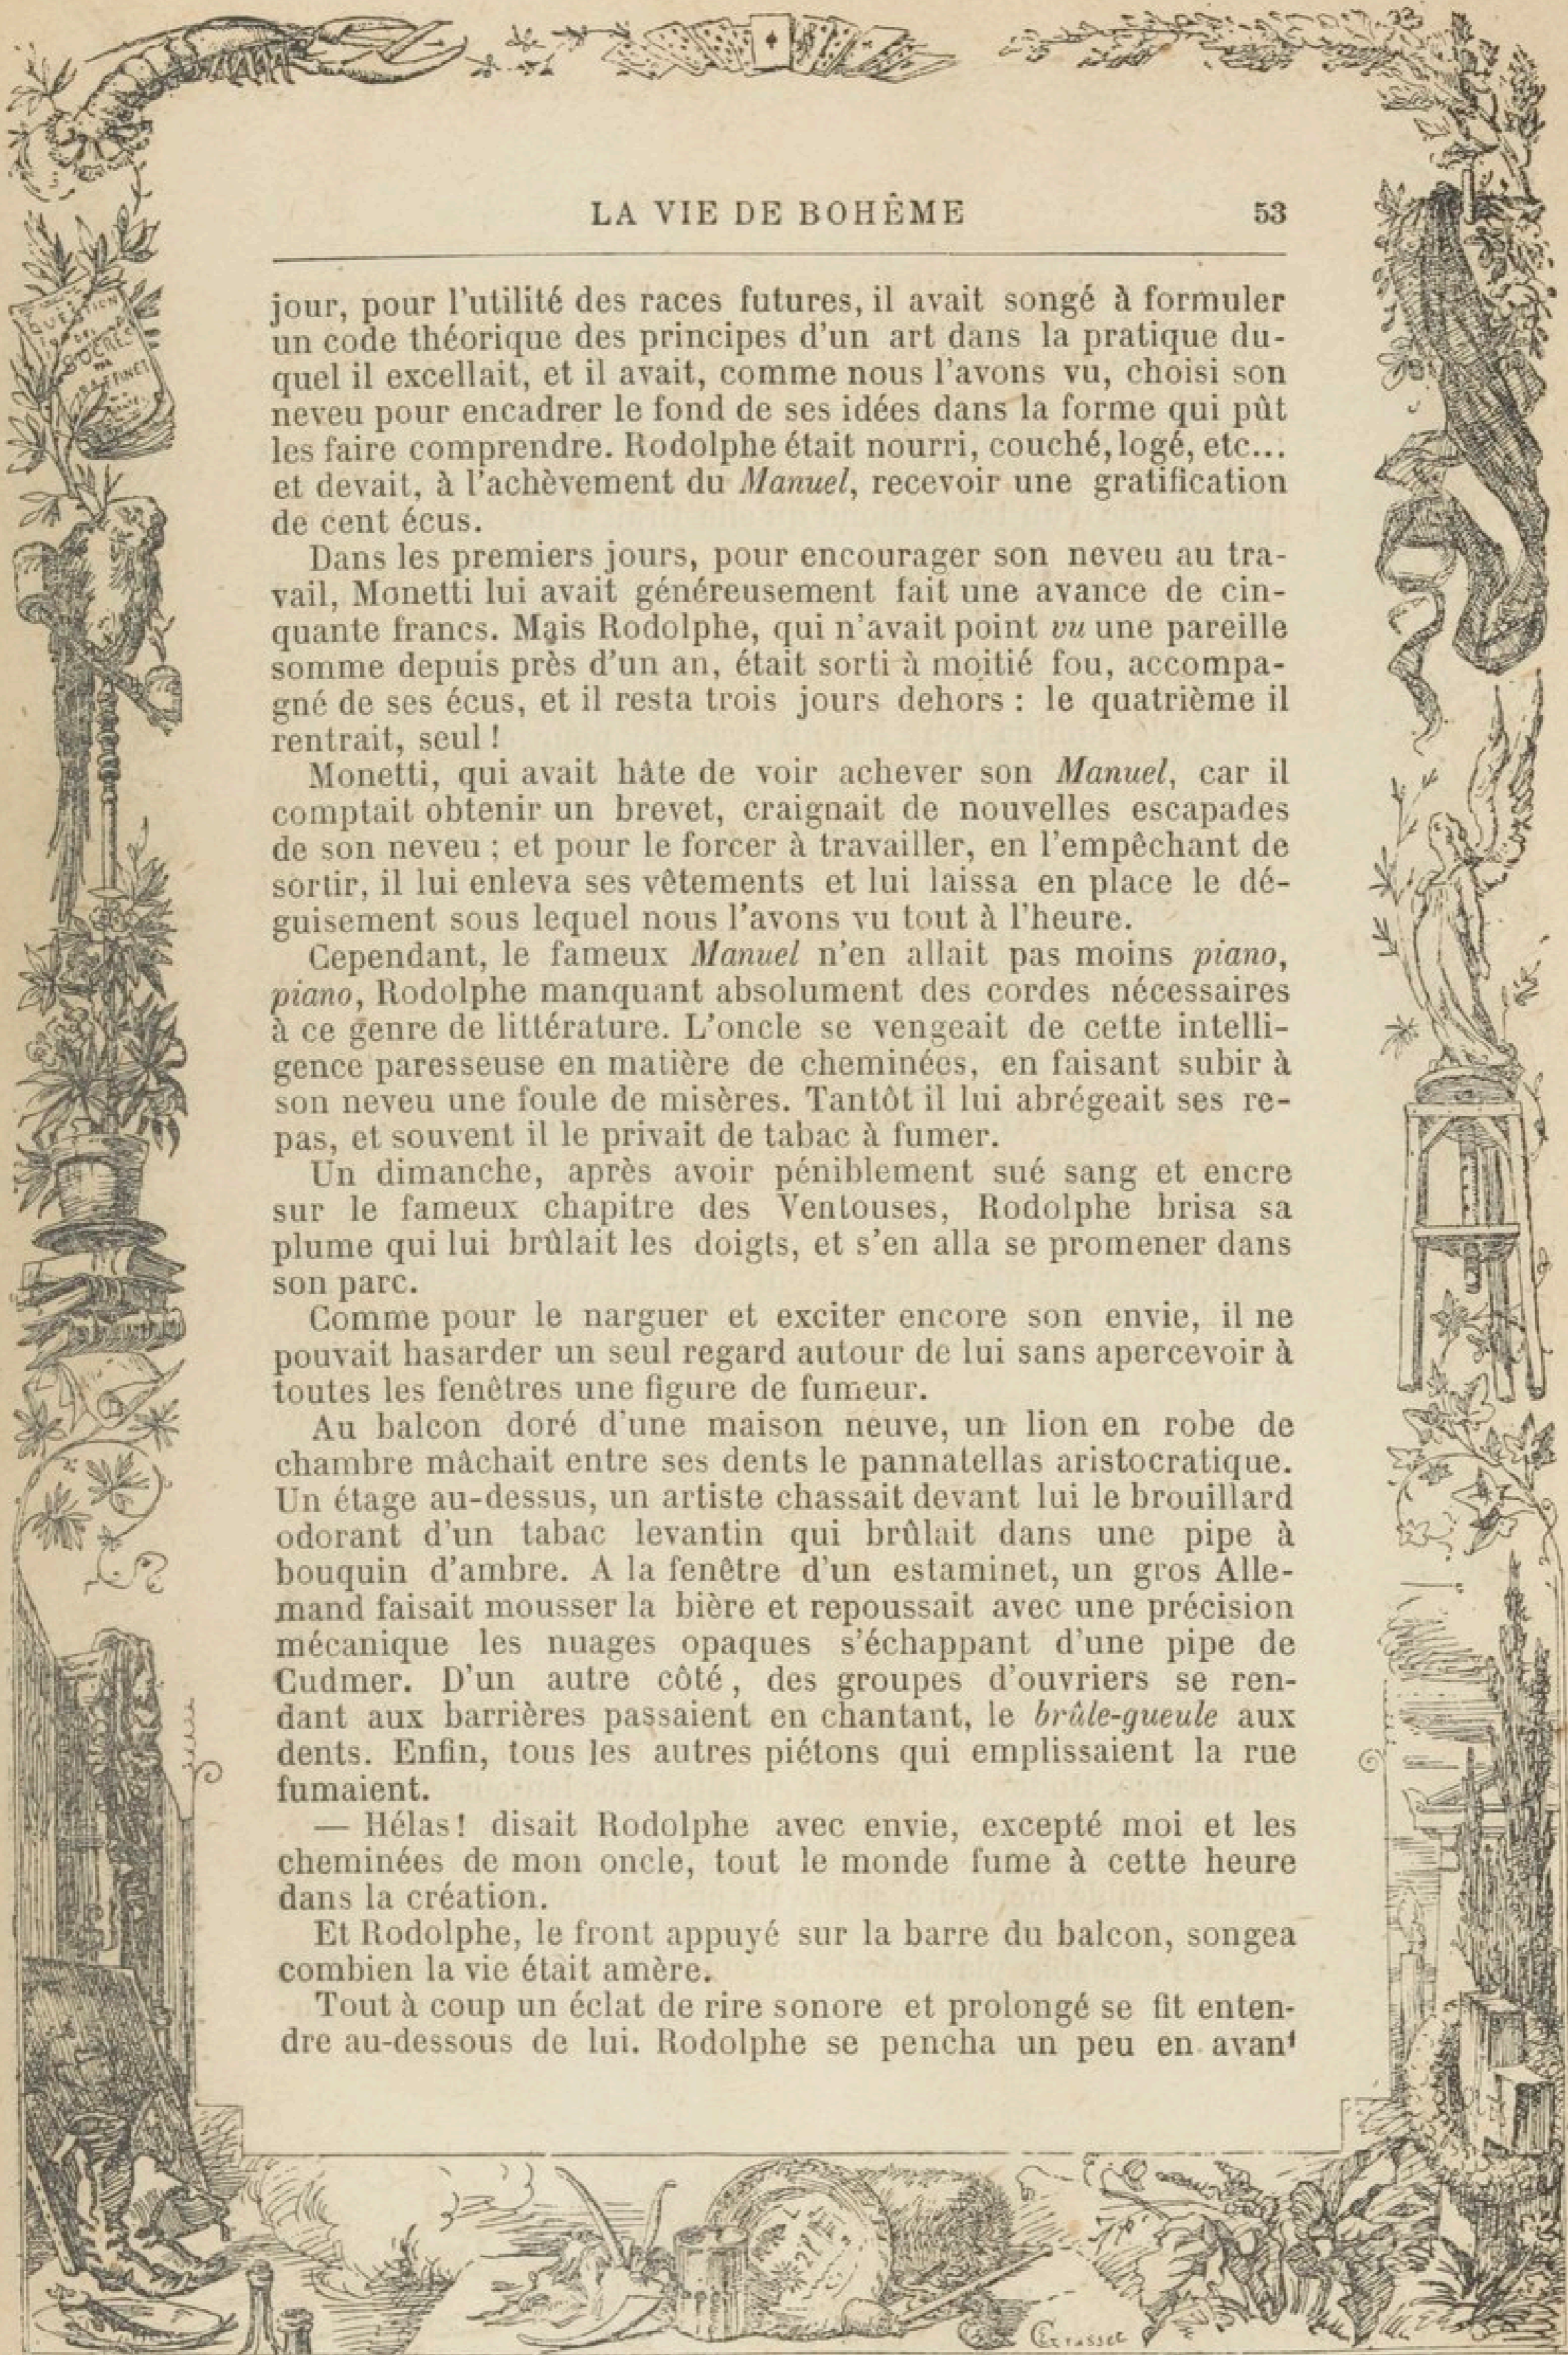 LA VIE DE BOHÊME 53
jour, pour l'utilité des races futures, il avait songé à formuler
un code théorique des principes d'un art dans la pratique du-
quel il excellait, et il avait, comme nous l'avons vu, choisi son
neveu pour encadrer le fond de ses idées dans la forme qui pût
les faire comprendre. Rodolphe était nourri, couché, logé, etc...
et devait, à l'achèvement du Manuel, recevoir une gratification
de cent écus.
Dans les premiers jours, pour encourager son neveu au tra-
vail, Monetti lui avait généreusement fait une avance de cin-
quante francs. Mais Rodolphe, qui n'avait point vu une pareille
somme depuis près d'un an, était sorti à moitié fou, accompa-
gné de ses écus, et il resta trois jours dehors : le quatrième il
rentrait, seul !
Monetti, qui avait hâte de voir achever son Manuel, car il
comptait obtenir un brevet, craignait de nouvelles escapades
de son neveu ; et pour le forcer à travailler, en l'empêchant de
sortir, il lui enleva ses vêtements et lui laissa en place le dé-
guisement sous lequel nous l'avons vu tout à l'heure.
Cependant, le fameux Manuel n'en allait pas moins piano,
piano, Rodolphe manquant absolument des cordes nécessaires
à ce genre de littérature. L'oncle se vengeait de cette intelli-
gence paresseuse en matière de cheminées, en faisant subir à
son neveu une foule de misères. Tantôt il lui abrégeait ses re-
pas, et souvent il le privait de tabac à fumer.
Un dimanche, après avoir péniblement sué sang et encre
sur le fameux chapitre des Ventouses, Rodolphe brisa sa
plume qui lui brûlait les doigts, et s'en alla se promener dans
son parc.
Comme pour le narguer et exciter encore son envie, il ne
pouvait hasarder un seul regard autour de lui sans apercevoir à
toutes les fenêtres une figure de fumeur.
Au balcon doré d'une maison neuve, un lion en robe de
chambre mâchait entre ses dents le pannatellas aristocratique.
Un étage au-dessus, un artiste chassait devant lui le brouillard
odorant d'un tabac levantin qui brûlait dans une pipe à
bouquin d'ambre. A la fenêtre d'un estaminet, un gros Alle-
mand faisait mousser la bière et repoussait avec une précision
mécanique les nuages opaques s'échappant d'une pipe de
Cudmer. D'un autre côté, des groupes d'ouvriers se ren-
dant aux barrières passaient en chantant, le brûle-gueule aux
dents. Enfin, tous les autres piétons qui emplissaient la rue
fumaient.
— Hélas! disait Rodolphe avec envie, excepté moi et les
cheminées de mon oncle, tout le monde fume à cette heure
dans la création.
Et Rodolphe, le front appuyé sur la barre du balcon, songea
combien la vie était amère.
Tout à coup un éclat de rire sonore et prolongé se fit enten-
dre au-dessous de lui. Rodolphe se pencha un peu en avant
QUESTION
SUCRES
PAR
RAFFINET
27
EGrasset